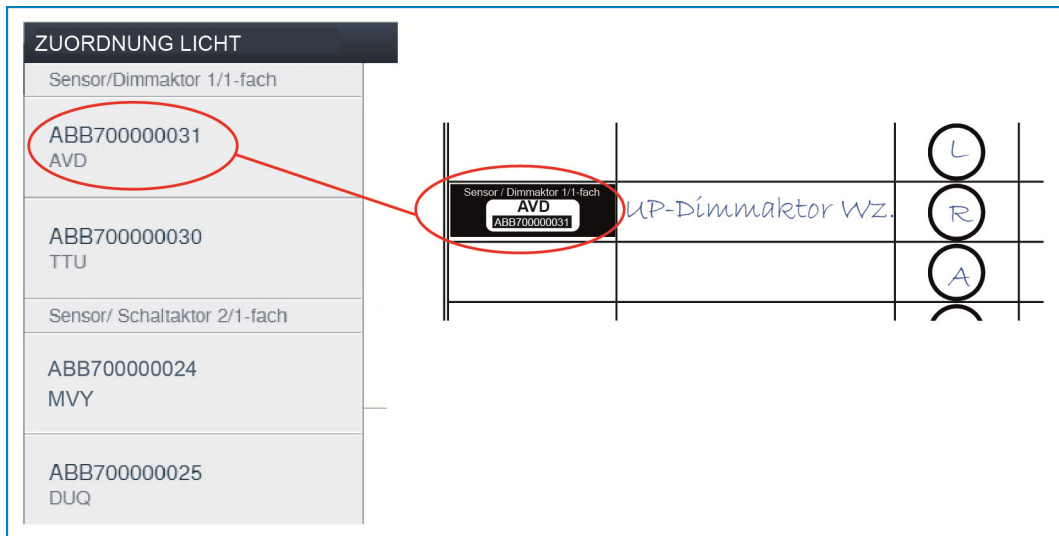 ZUORDNUNG LICHT
Sensor/Dimmaktor 1/1-fach
ABB700000031
AVD
ABB700000030
TTU
Sensor/ Schaltaktor 2/1-fach
ABB700000024
MVY
ABB700000025
DUQ
L
Sensor / Dimmaktor 1/1-fach
AVD
ABB700000031
UP-Dimmaktor WZ.
R
A